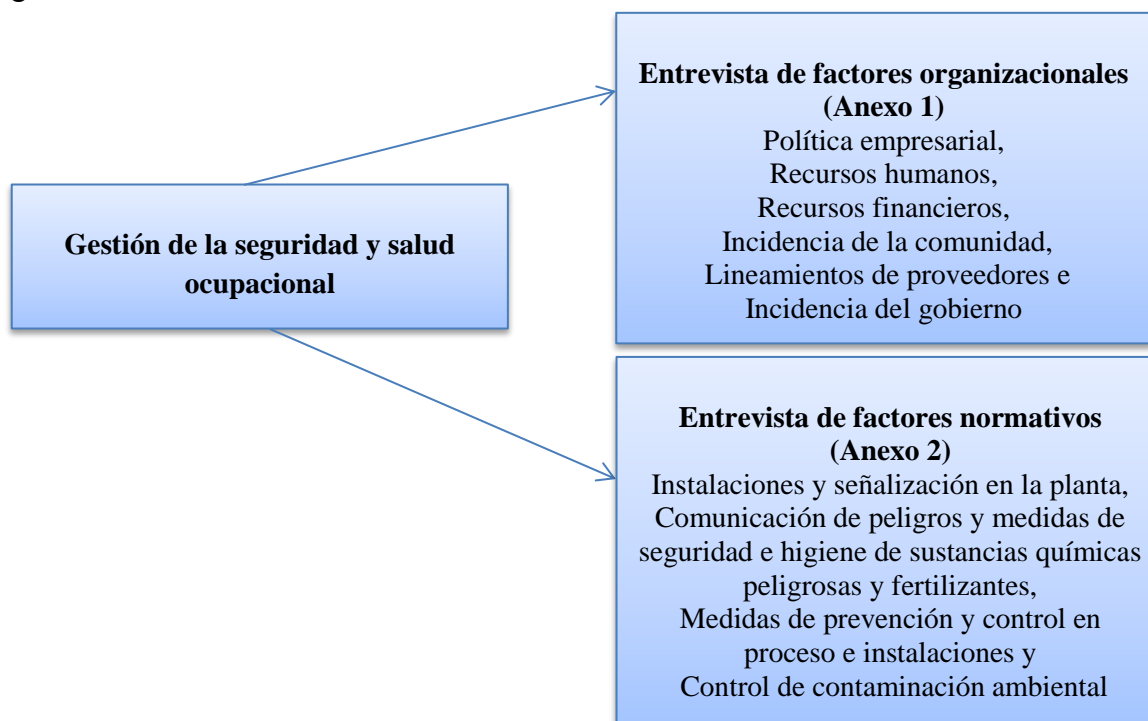 Gestión de la seguridad y salud
ocupacional
Entrevista de factores organizacionales
(Anexo 1)
Política empresarial,
Recursos humanos,
Recursos financieros,
Incidencia de la comunidad,
Lineamientos de proveedores e
Incidencia del gobierno
Entrevista de factores normativos
(Anexo 2)
Instalaciones y señalización en la planta,
Comunicación de peligros y medidas de
seguridad e higiene de sustancias químicas
peligrosas y fertilizantes,
Medidas de prevención y control en
proceso e instalaciones y
Control de contaminación ambiental